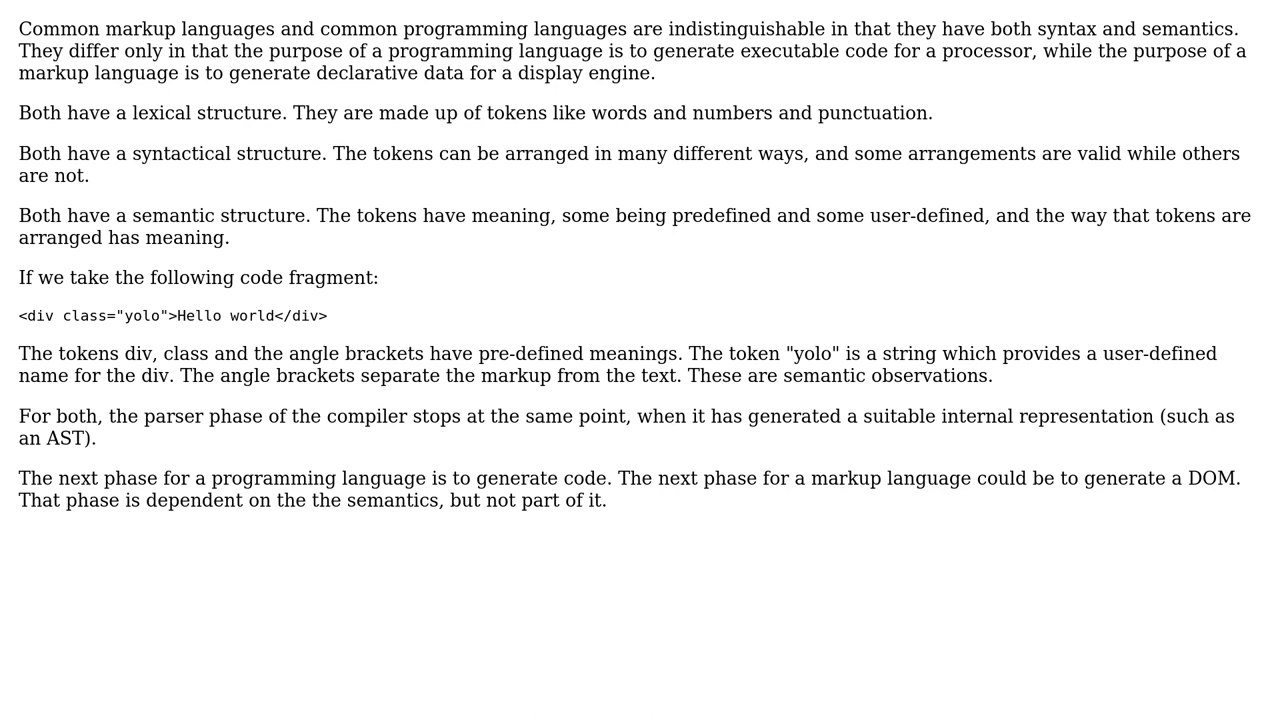 Common markup languages and common programming languages are indistinguishable in that they have both syntax and semantics.
They differ only in that the purpose of a programming language is to generate executable code for a processor, while the purpose of a
markup language is to generate declarative data for a display engine.
Both have a lexical structure. They are made up of tokens like words and numbers and punctuation.
Both have a syntactical structure. The tokens can be arranged in many different ways, and some arrangements are valid while others
are not.
Both have a semantic structure. The tokens have meaning, some being predefined and some user-defined, and the way that tokens are
arranged has meaning.
If we take the following code fragment:
<div class="yolo">Hello world</div>
The tokens div, class and the angle brackets have pre-defined meanings. The token "yolo" is a string which provides a user-defined
name for the div. The angle brackets separate the markup from the text. These are semantic observations.
For both, the parser phase of the compiler stops at the same point, when it has generated a suitable internal representation (such as
an AST).
The next phase for a programming language is to generate code. The next phase for a markup language could be to generate a DOM.
That phase is dependent on the the semantics, but not part of it.